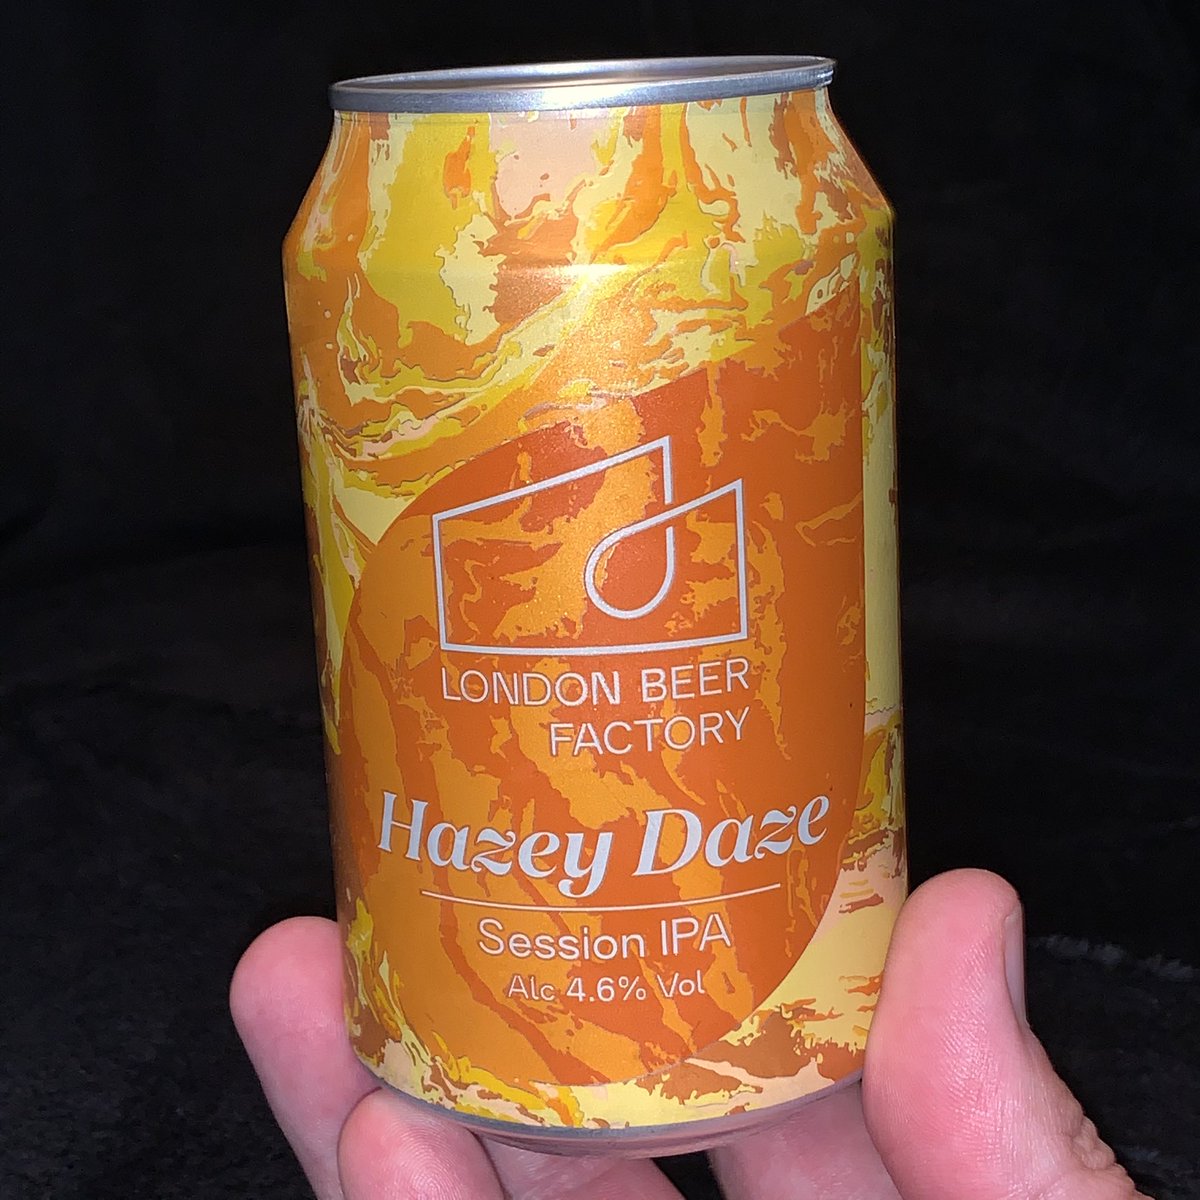 LONDON BEER
FACTORY
Hazey Daze
Session IPA
Alc 4.6% Vol